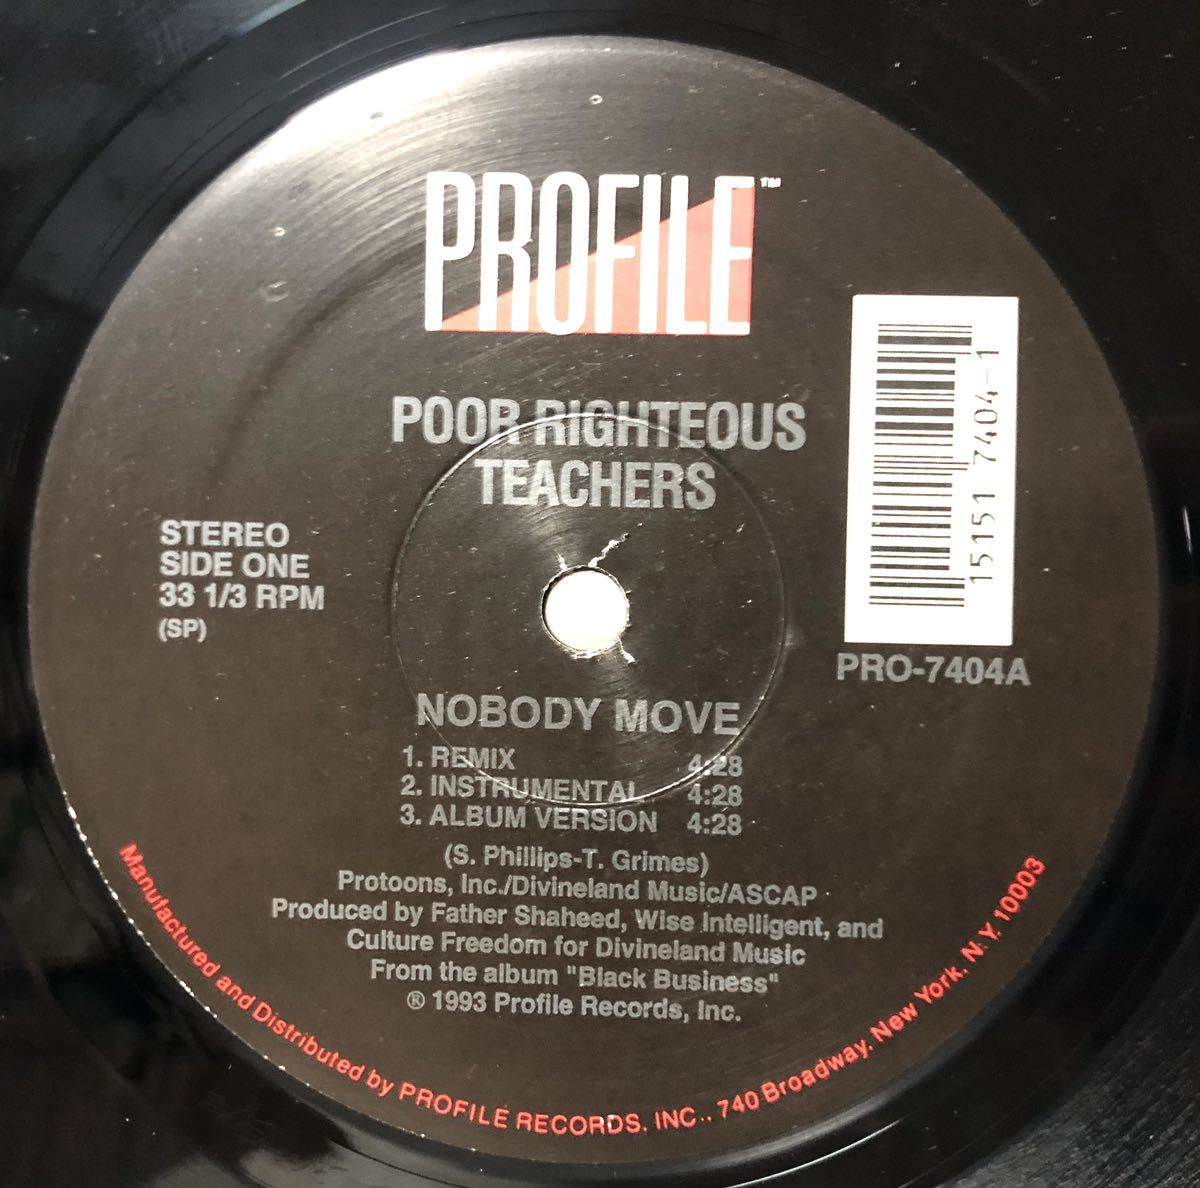 PROFILE™
POOR RIGHTEOUS
TEACHERS
STEREO
SIDE ONE
33 1/3 RPM
(SP)
15151 7404-1
PRO-7404A
NOBODY MOVE
1. REMIX 4:28
2. INSTRUMENTAL 4:28
3. ALBUM VERSION 4:28
(S. Phillips-T. Grimes)
Protoons, Inc./Divineland Music/ASCAP
Produced by Father Shaheed, Wise Intelligent, and
Culture Freedom for Divineland Music
From the album "Black Business"
® 1993 Profile Records, Inc.
Manufactured and Distributed by PROFILE RECORDS, INC., 740 Broadway, New York, N.Y. 10003